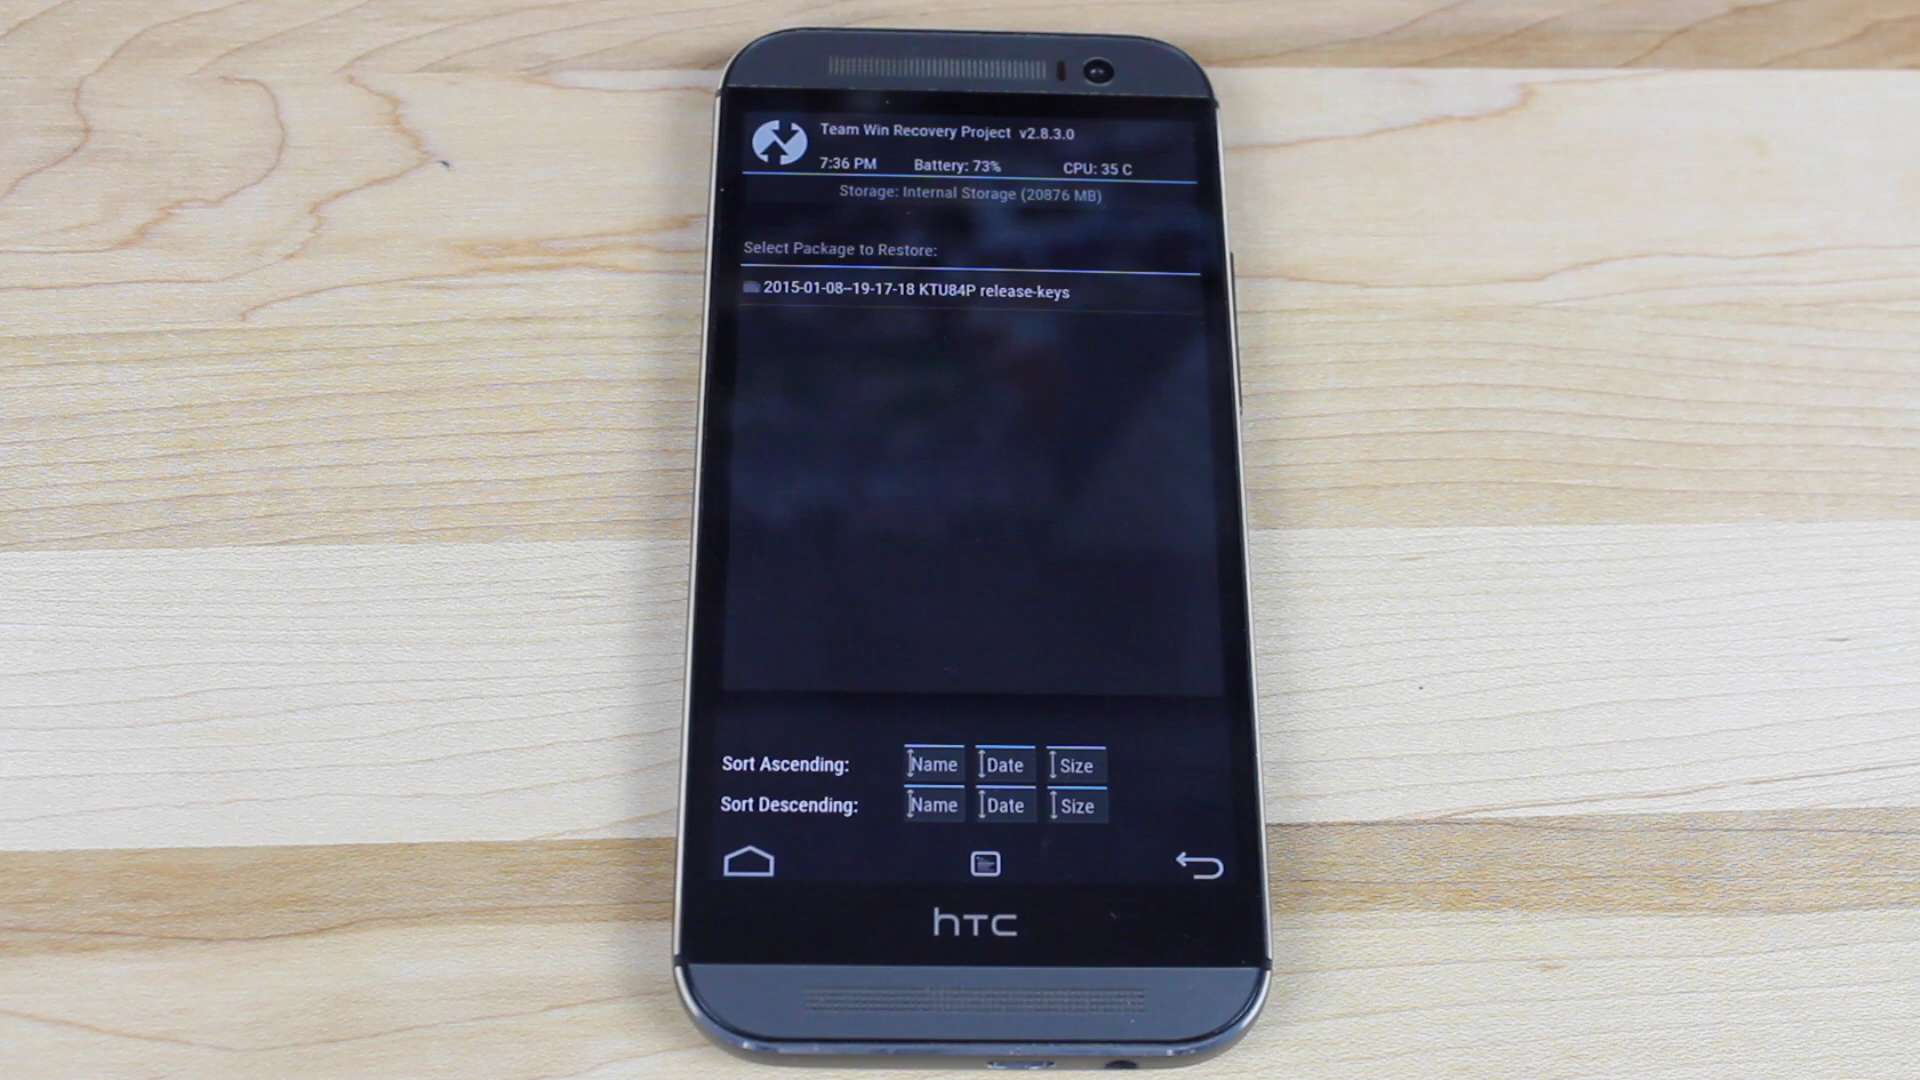 Team Win Recovery Project v2.8.3.0
7:36 PM Battery: 73% CPU: 35 C
Storage: Internal Storage (20876 MB)
Select Package to Restore:
2015-01-08--19-17-18 KTU84P release-keys
Sort Ascending: Name Date Size
Sort Descending: Name Date Size
hTC